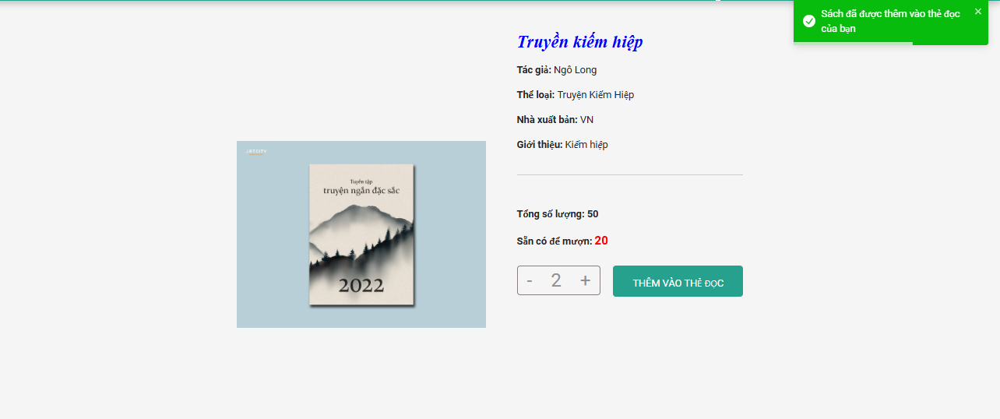 Sách đã được thêm vào thẻ đọc
của bạn
Truyền kiếm hiệp
Tác giả: Ngô Long
Thể loại: Truyện Kiếm Hiệp
Nhà xuất bản: VN
Giới thiệu: Kiếm hiệp
Tuyển tập
truyện ngắn đặc sắc
2022
Tổng số lượng: 50
Sẵn có để mượn: 20
- 2 +
THÊM VÀO THẺ ĐỌC